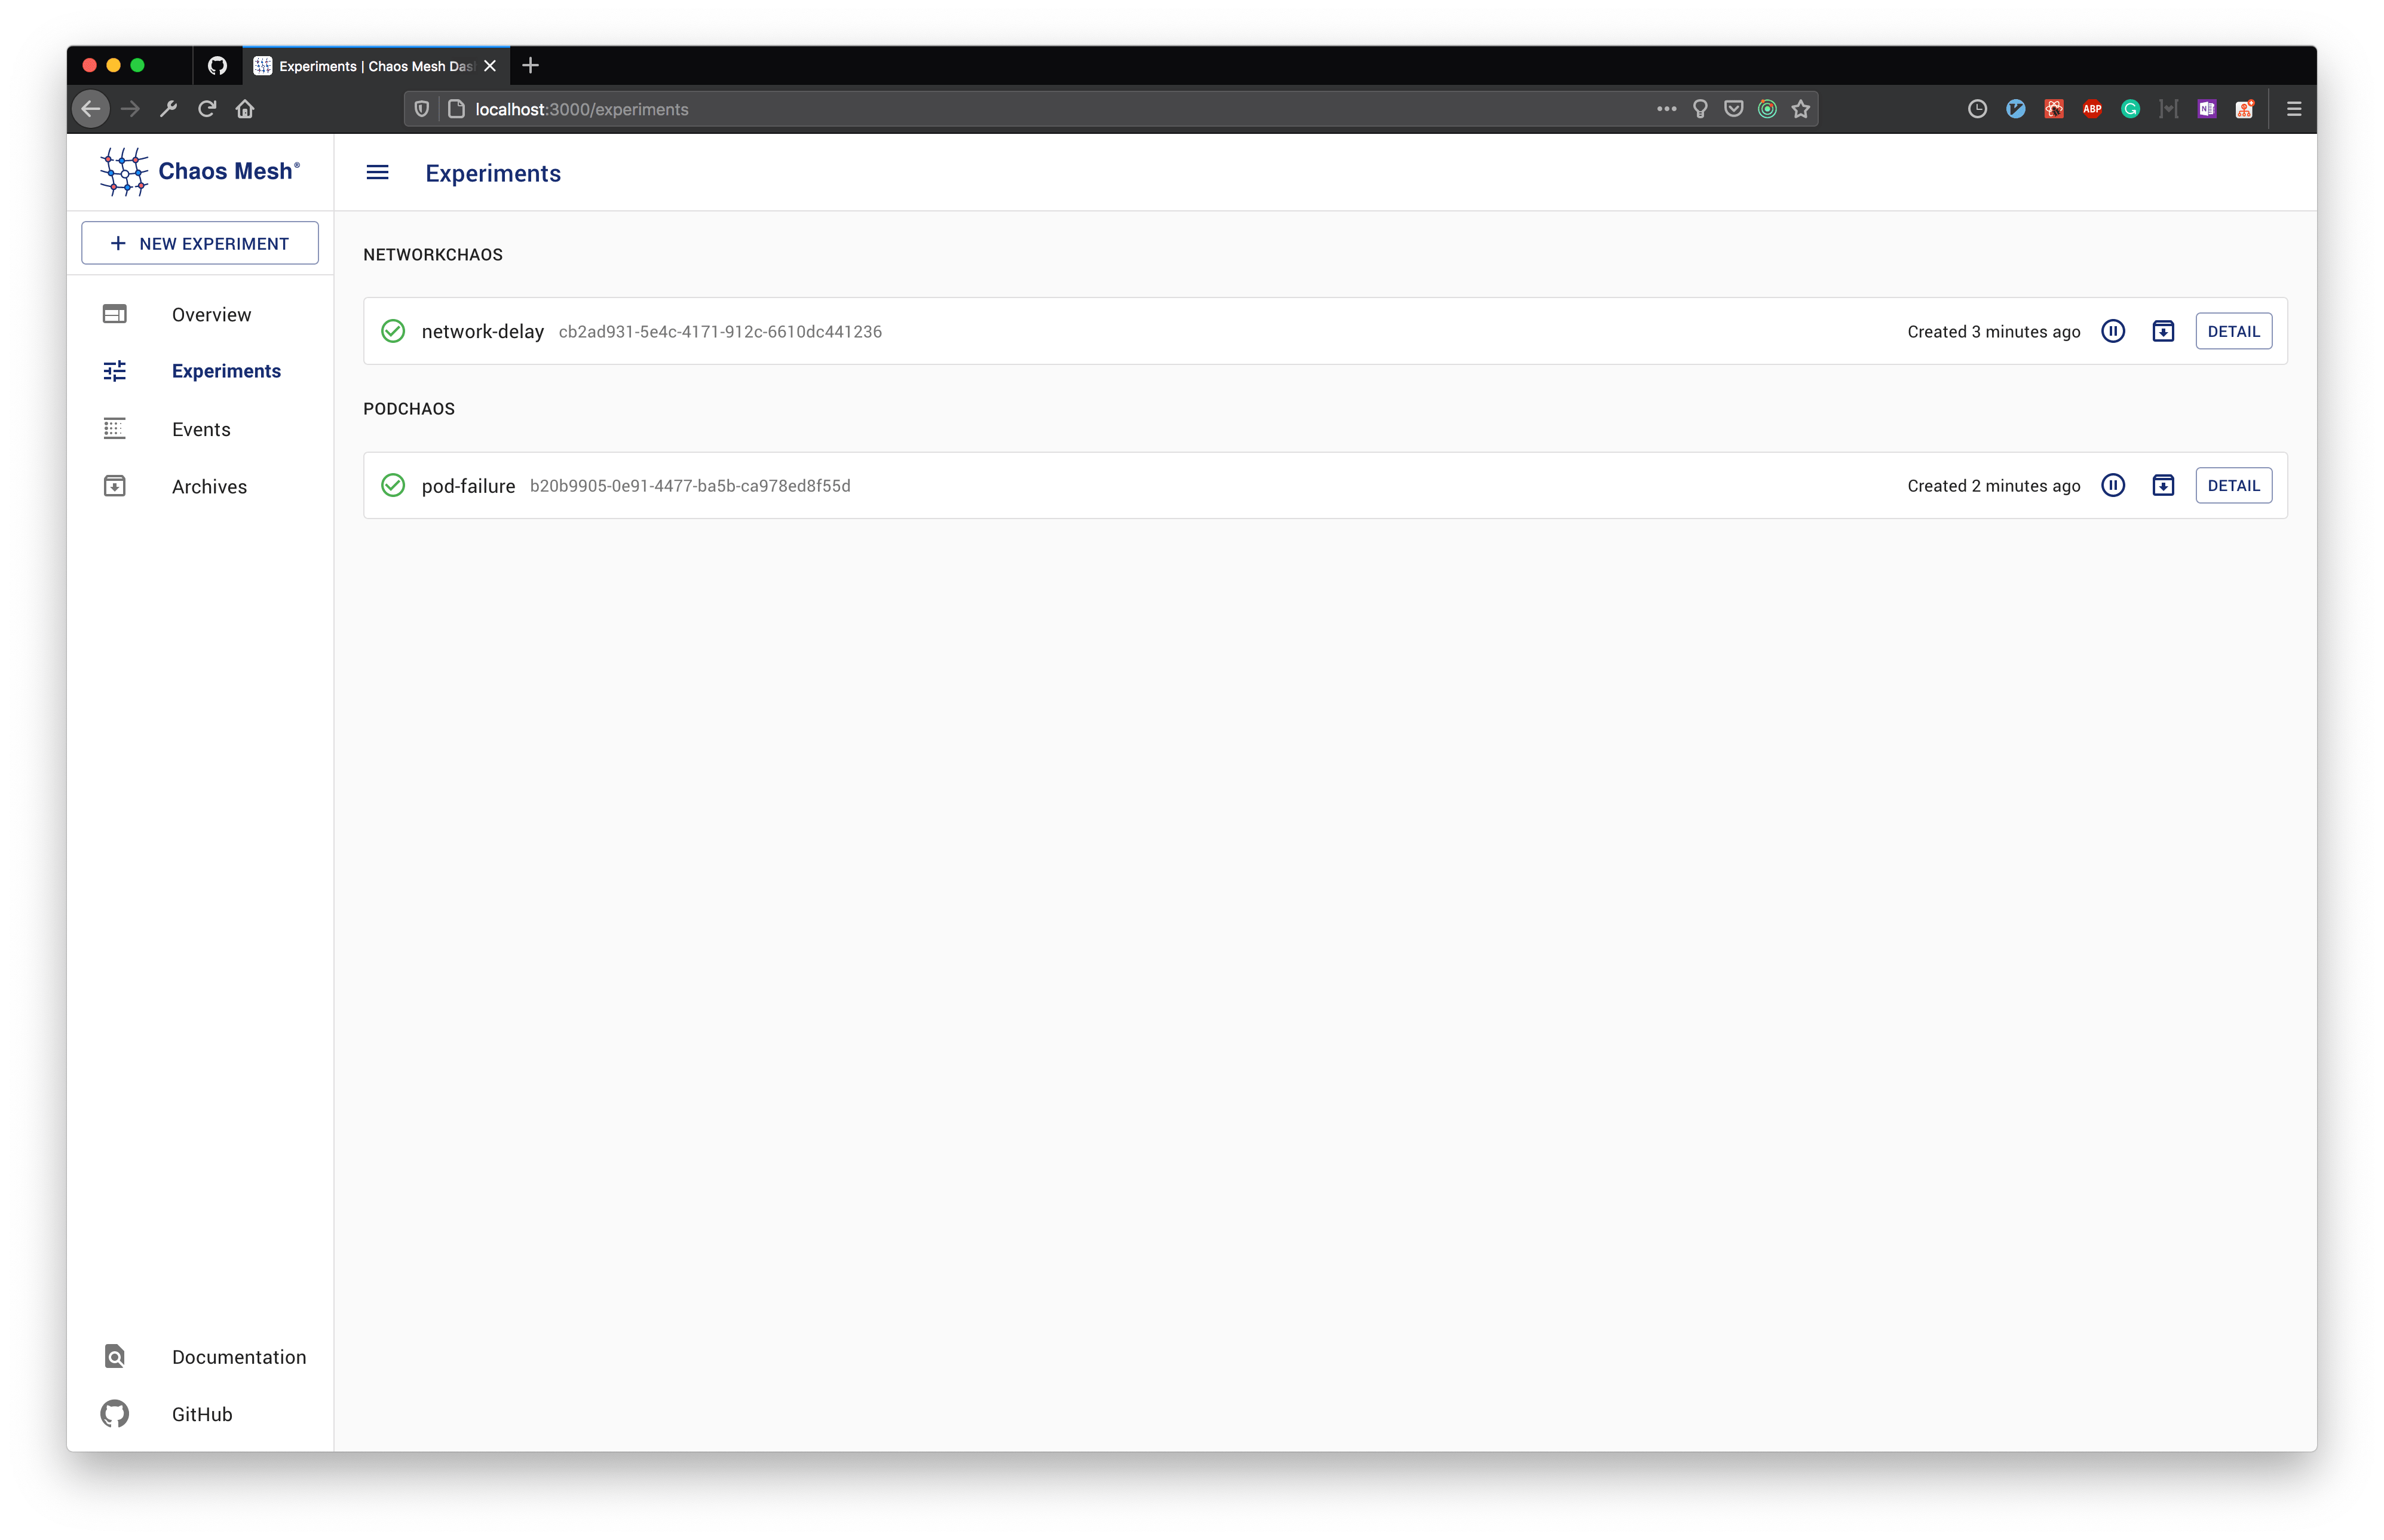 Experiments | Chaos Mesh Das
localhost:3000/experiments
ABP
Chaos Mesh®
Experiments
NEW EXPERIMENT
Overview
Experiments
Events
Archives
NETWORKCHAOS
network-delay cb2ad931-5e4c-4171-912c-6610dc441236 Created 3 minutes ago DETAIL
PODCHAOS
pod-failure b20b9905-0e91-4477-ba5b-ca978ed8f55d Created 2 minutes ago DETAIL
Documentation
GitHub